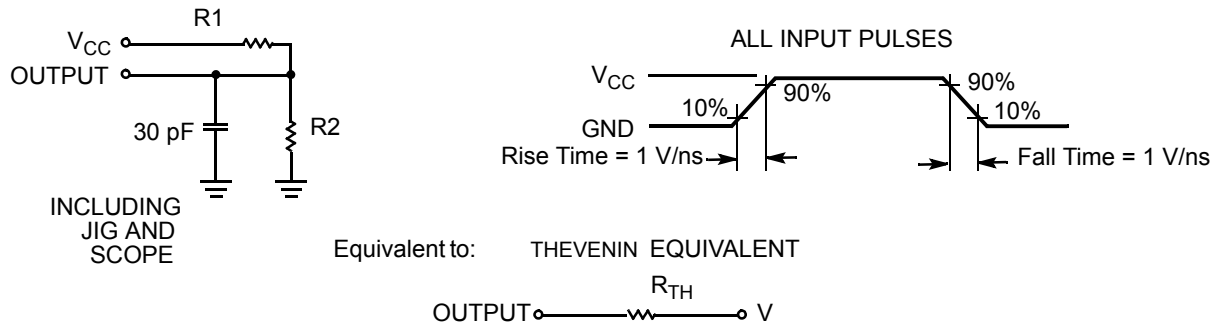 R1
V_CC
OUTPUT
30 pF
R2
INCLUDING
JIG AND
SCOPE
ALL INPUT PULSES
V_CC
10%
90%
90%
10%
GND
Rise Time = 1 V/ns
Fall Time = 1 V/ns
Equivalent to: THEVENIN EQUIVALENT
R_TH
OUTPUT
V